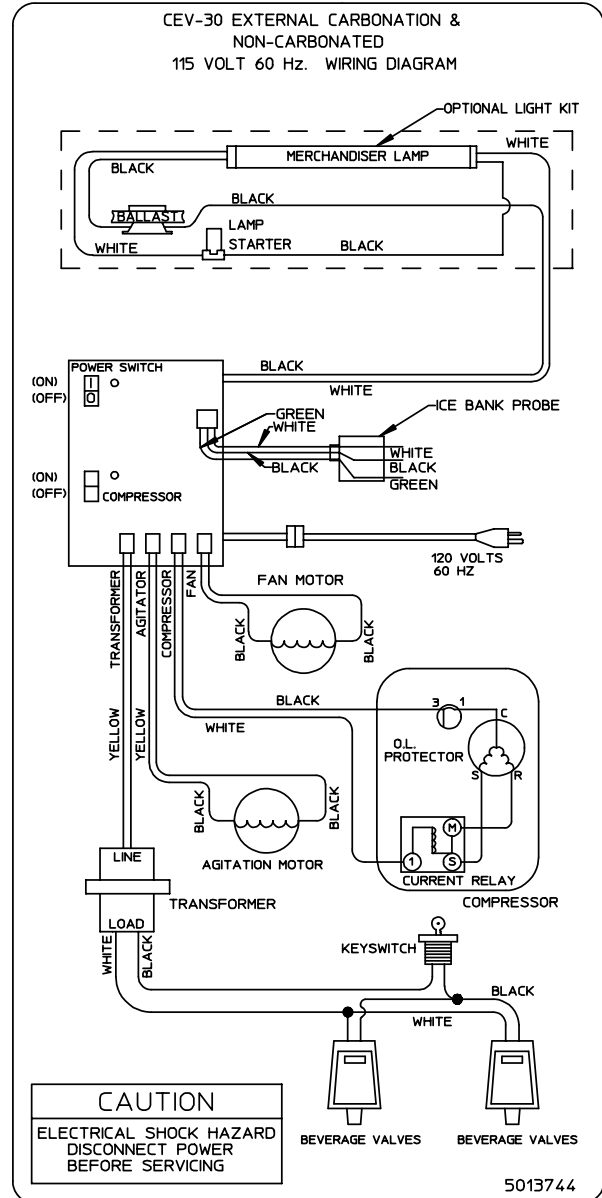 CEV-30 EXTERNAL CARBONATION &
NON-CARBONATED
115 VOLT 60 Hz. WIRING DIAGRAM
OPTIONAL LIGHT KIT
WHITE
MERCHANDISER LAMP
BLACK
BLACK
BALLAST
LAMP
STARTER
WHITE
BLACK
POWER SWITCH
BLACK
WHITE
(ON)
I
(OFF)
O
GREEN
WHITE
ICE BANK PROBE
BLACK
WHITE
BLACK
GREEN
(ON)
(OFF)
COMPRESSOR
120 VOLTS
60 HZ
TRANSFORMER
AGITATOR
COMPRESSOR
FAN
FAN MOTOR
BLACK
BLACK
BLACK
WHITE
3
1
C
O.L.
PROTECTOR
S
R
YELLOW
YELLOW
BLACK
BLACK
AGITATION MOTOR
M
1
S
CURRENT RELAY
COMPRESSOR
LINE
TRANSFORMER
LOAD
WHITE
BLACK
KEYSWITCH
BLACK
WHITE
BEVERAGE VALVES
BEVERAGE VALVES
CAUTION
ELECTRICAL SHOCK HAZARD
DISCONNECT POWER
BEFORE SERVICING
5013744